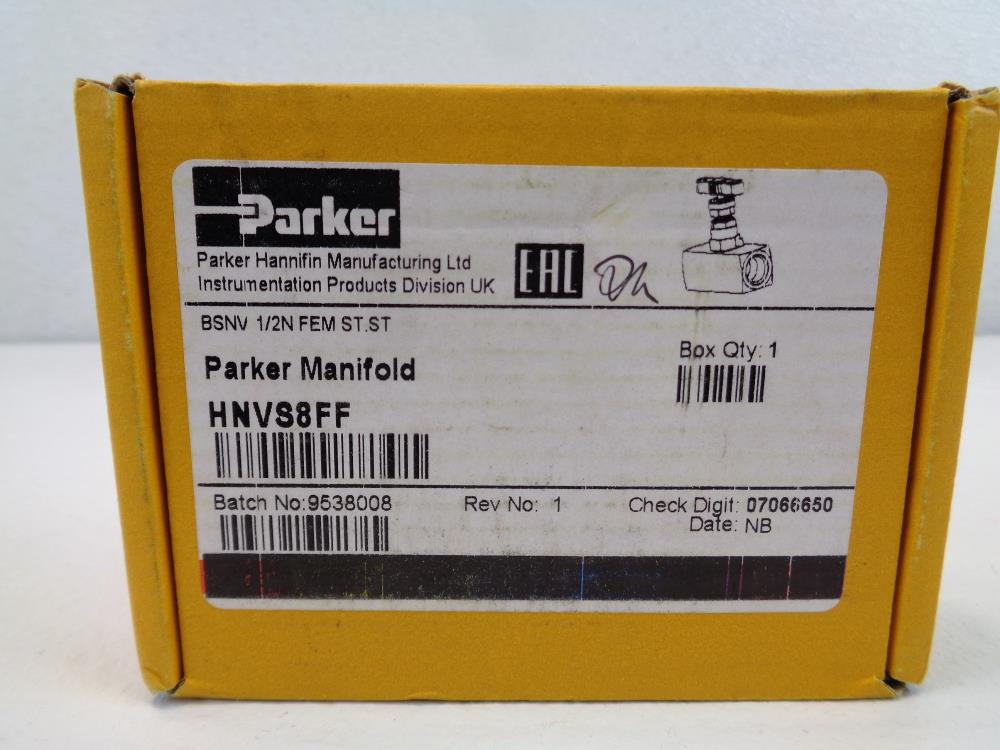 Parker
Parker Hannifin Manufacturing Ltd
Instrumentation Products Division UK
EAC
BSNV 1/2N FEM ST.ST
Parker Manifold
Box Qty: 1
HNVS8FF
Batch No:9538008 Rev No: 1 Check Digit: 07066650
Date: NB